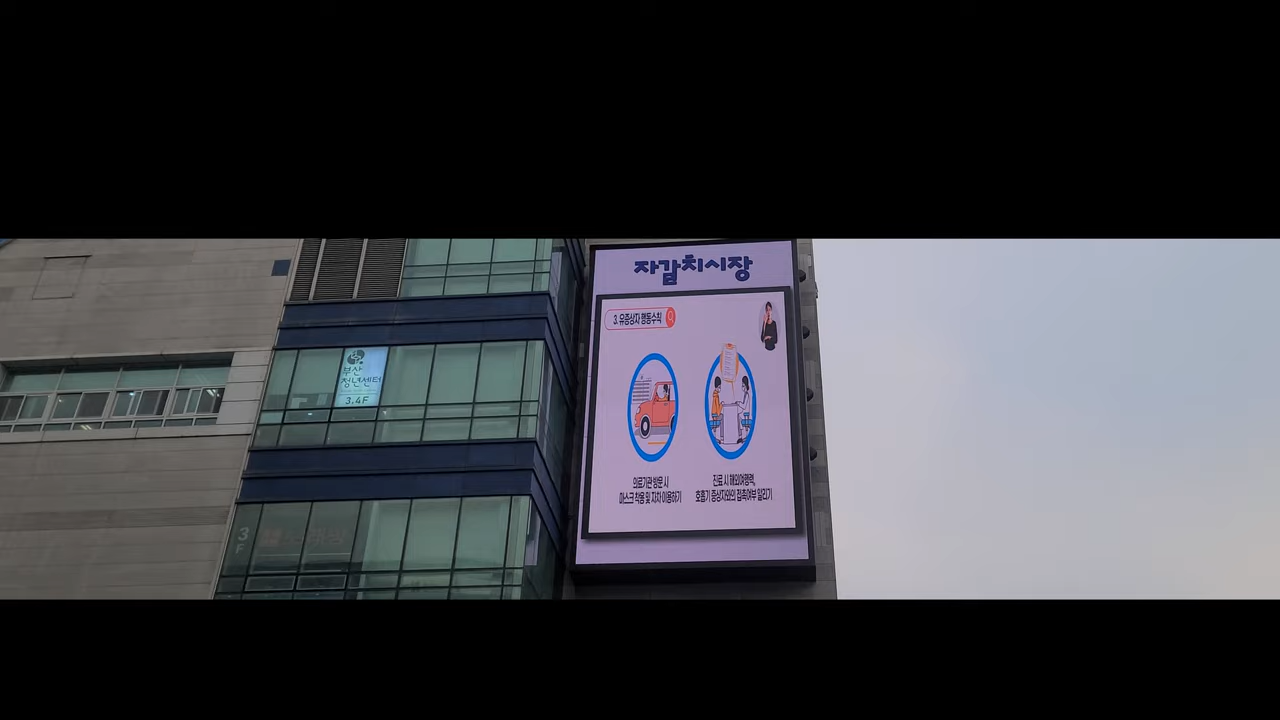 자갈치시장
3. 유증상자 행동수칙
의료기관 방문 시
마스크 착용 및 자차 이용하기
진료 시 해외여행력,
호흡기 증상자와의 접촉여부 알리기
부산
청년센터
3,4F
3
F